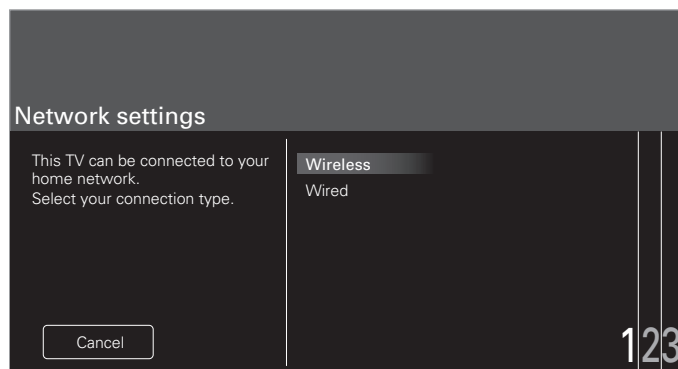 Network settings
This TV can be connected to your
home network.
Select your connection type.
Wireless
Wired
Cancel
123